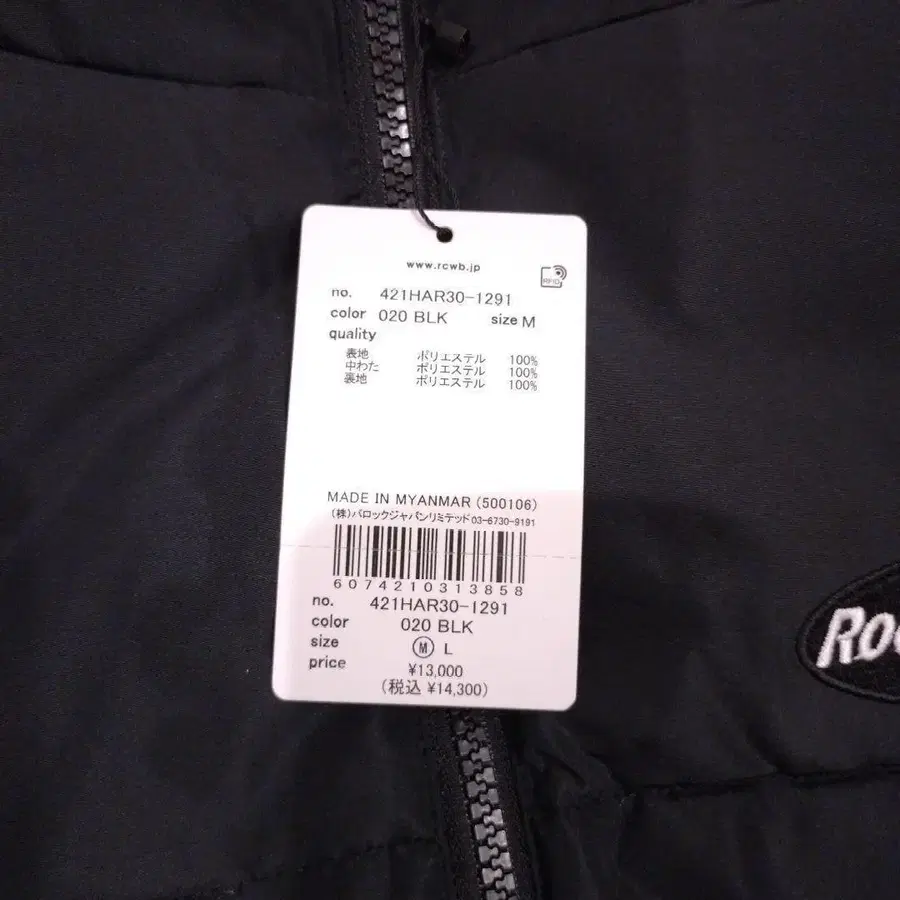 www.rcwb.jp
RFID
no. 421HAR30-1291
color 020 BLK size M
quality
表地 ポリエステル 100%
中わた ポリエステル 100%
裏地 ポリエステル 100%
MADE IN MYANMAR (500106)
(株)バロックジャパンリミテッド 03-6730-9191
6074210313858
no. 421HAR30-1291
color 020 BLK
size Ⓜ L
price ¥13,000
(税込 ¥14,300)